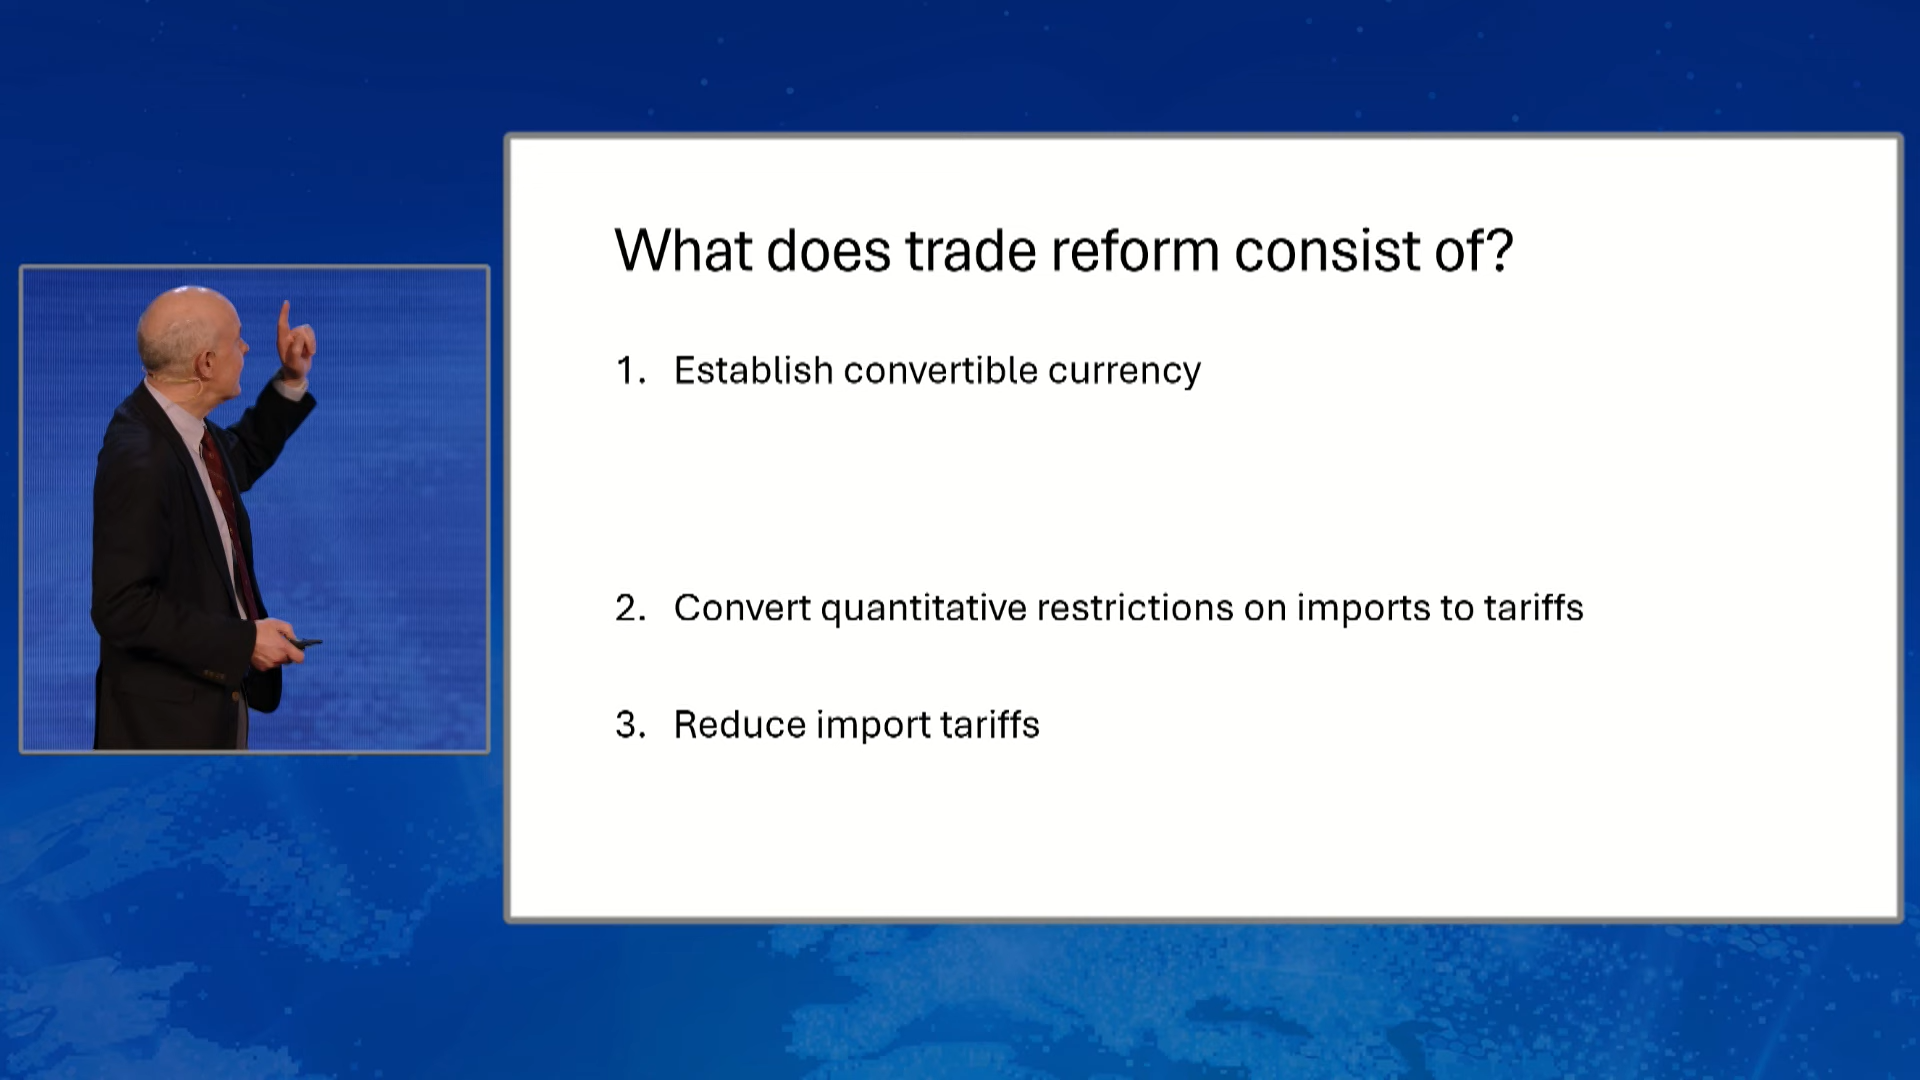 What does trade reform consist of?
1. Establish convertible currency
2. Convert quantitative restrictions on imports to tariffs
3. Reduce import tariffs